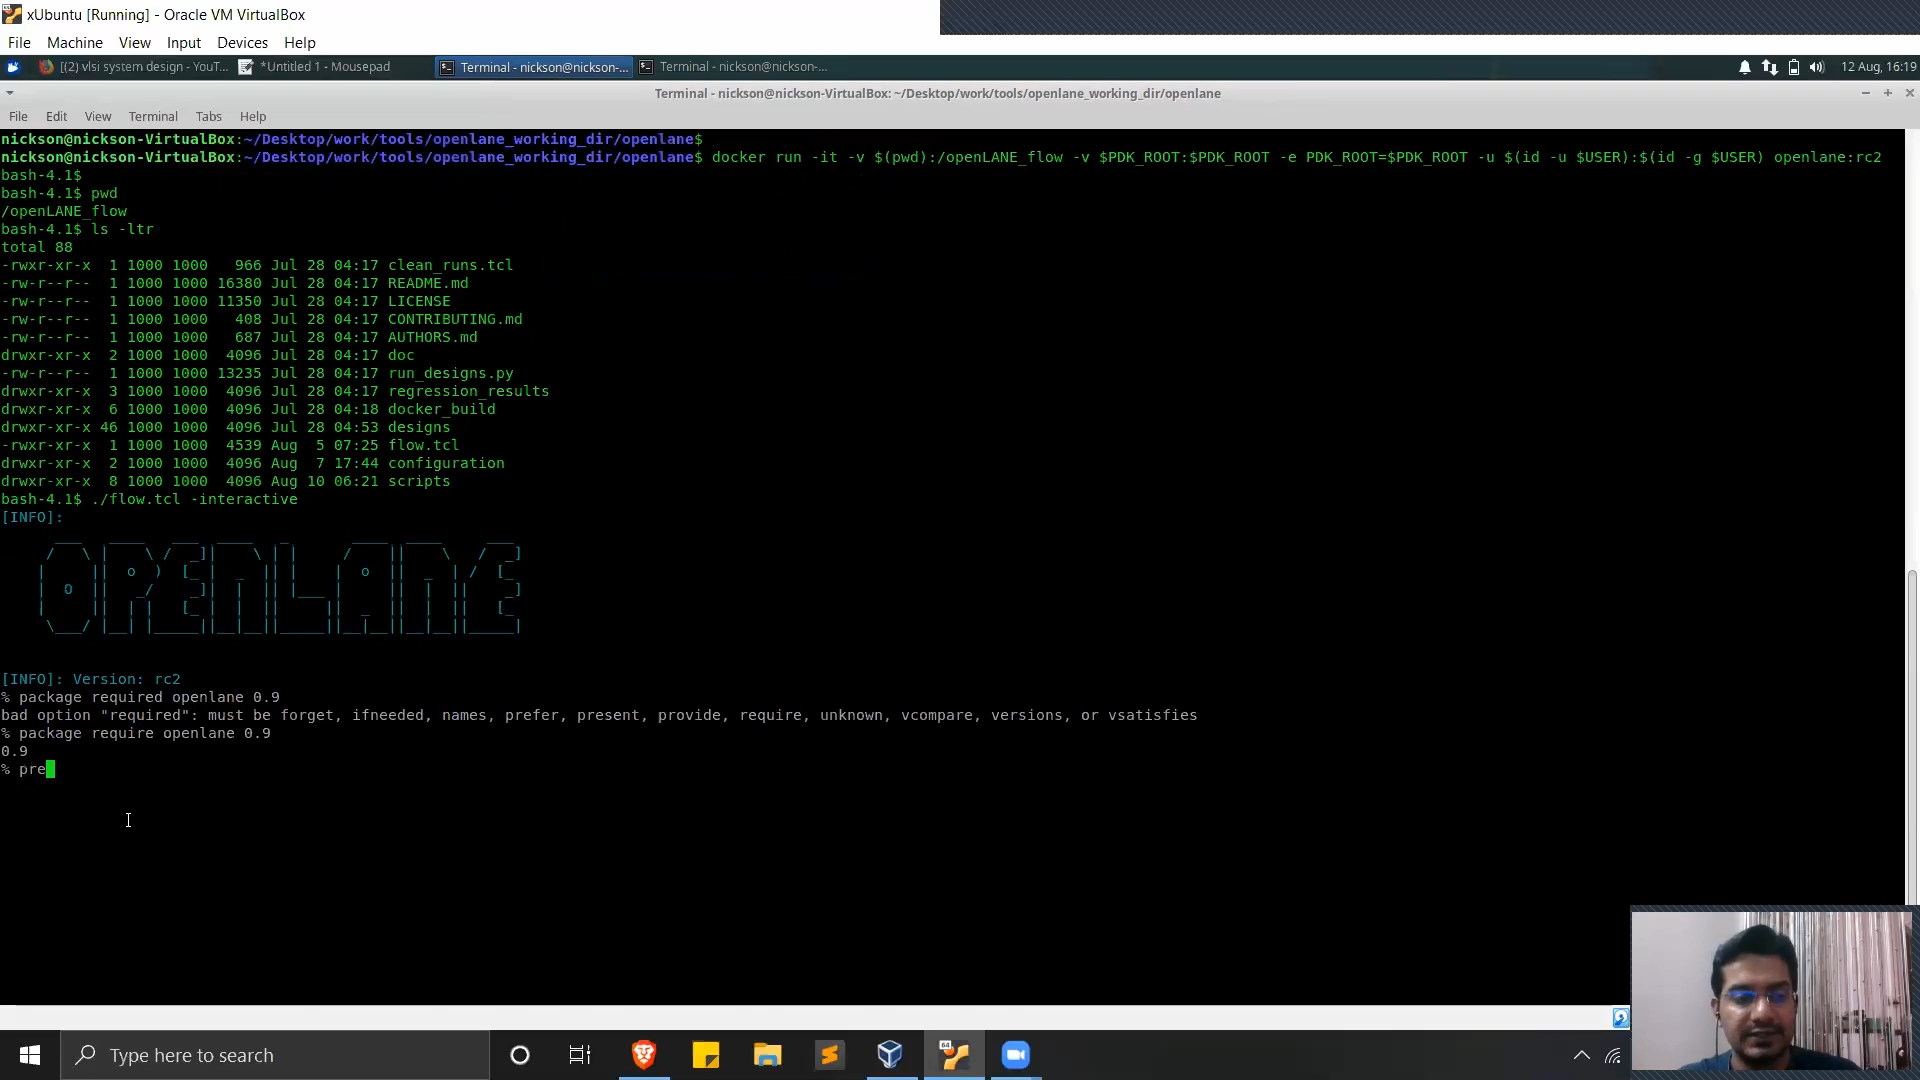 xUbuntu [Running] - Oracle VM VirtualBox
File Machine View Input Devices Help
[(2) vlsi system design - YouT... *Untitled 1 - Mousepad Terminal - nickson@nickson-... Terminal - nickson@nickson-... 12 Aug, 16:19
Terminal - nickson@nickson-VirtualBox: ~/Desktop/work/tools/openlane_working_dir/openlane
File Edit View Terminal Tabs Help
nickson@nickson-VirtualBox:~/Desktop/work/tools/openlane_working_dir/openlane$
nickson@nickson-VirtualBox:~/Desktop/work/tools/openlane_working_dir/openlane$ docker run -it -v $(pwd):/openLANE_flow -v $PDK_ROOT:$PDK_ROOT -e PDK_ROOT=$PDK_ROOT -u $(id -u $USER):$(id -g $USER) openlane:rc2
bash-4.1$
bash-4.1$ pwd
/openLANE_flow
bash-4.1$ ls -ltr
total 88
-rwxr-xr-x 1 1000 1000 966 Jul 28 04:17 clean_runs.tcl
-rw-r--r-- 1 1000 1000 16380 Jul 28 04:17 README.md
-rw-r--r-- 1 1000 1000 11350 Jul 28 04:17 LICENSE
-rw-r--r-- 1 1000 1000 408 Jul 28 04:17 CONTRIBUTING.md
-rw-r--r-- 1 1000 1000 687 Jul 28 04:17 AUTHORS.md
drwxr-xr-x 2 1000 1000 4096 Jul 28 04:17 doc
-rw-r--r-- 1 1000 1000 13235 Jul 28 04:17 run_designs.py
drwxr-xr-x 3 1000 1000 4096 Jul 28 04:17 regression_results
drwxr-xr-x 6 1000 1000 4096 Jul 28 04:18 docker_build
drwxr-xr-x 46 1000 1000 4096 Jul 28 04:53 designs
-rwxr-xr-x 1 1000 1000 4539 Aug 5 07:25 flow.tcl
drwxr-xr-x 2 1000 1000 4096 Aug 7 17:44 configuration
drwxr-xr-x 8 1000 1000 4096 Aug 10 06:21 scripts
bash-4.1$ ./flow.tcl -interactive
[INFO]:
OPENLANE
[INFO]: Version: rc2
% package required openlane 0.9
bad option "required": must be forget, ifneeded, names, prefer, present, provide, require, unknown, vcompare, versions, or vsatisfies
% package require openlane 0.9
0.9
% pre
Type here to search